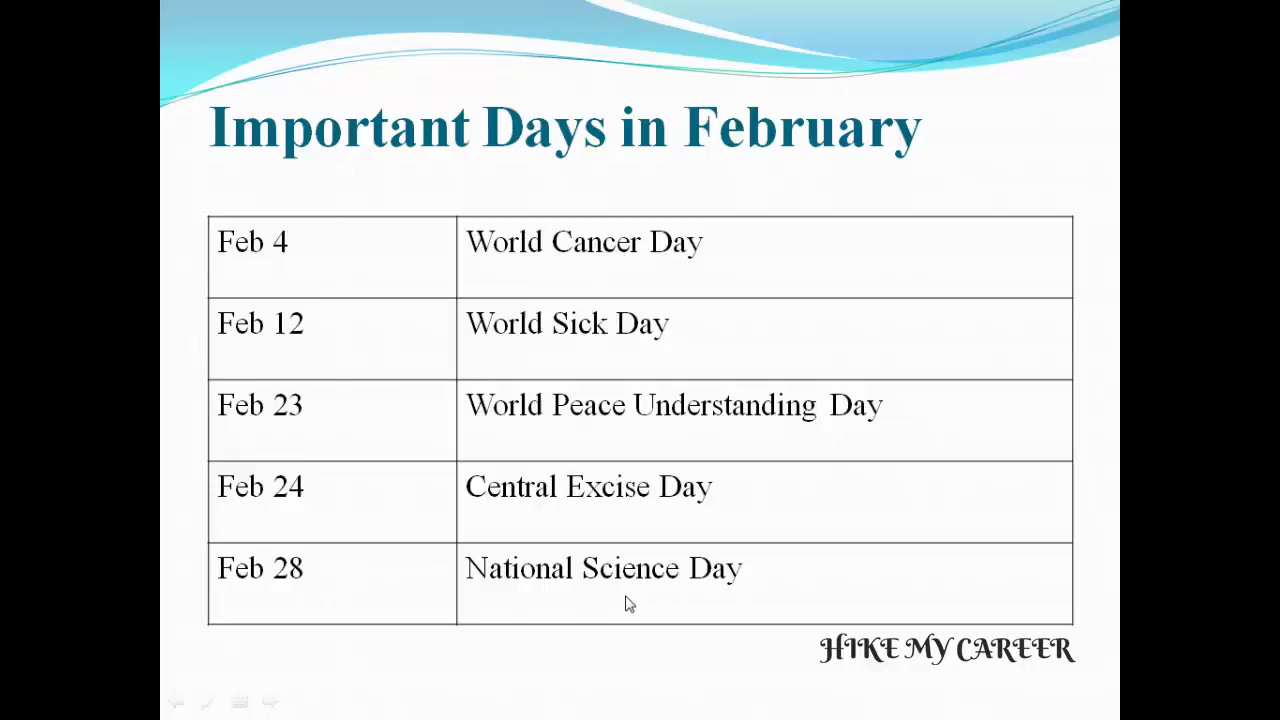 Important Days in February
Feb 4 World Cancer Day
Feb 12 World Sick Day
Feb 23 World Peace Understanding Day
Feb 24 Central Excise Day
Feb 28 National Science Day
HIKE MY CAREER